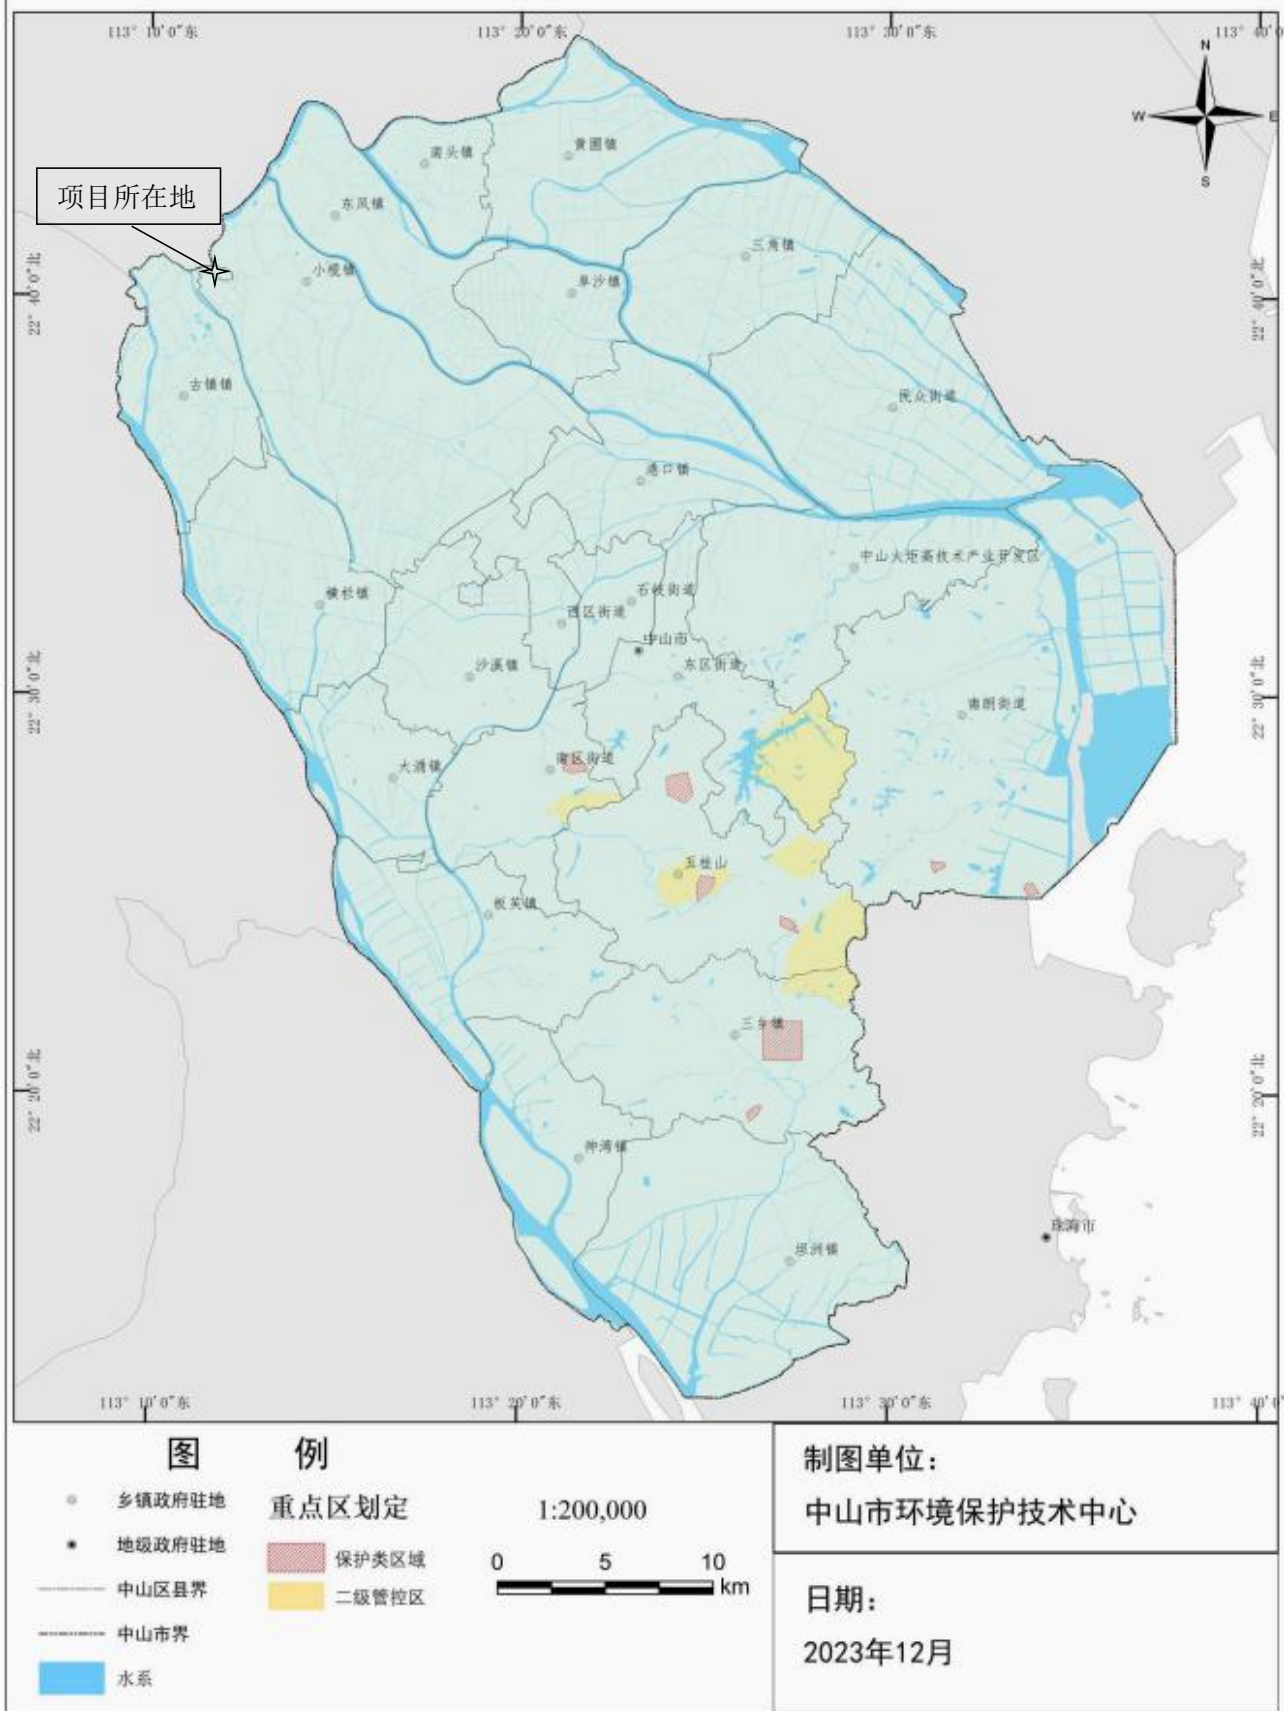 113° 10'0"东
113° 20'0"东
113° 30'0"东
113° 40'0
N
W
E
S
项目所在地
黄圃镇
南头镇
东凤镇
三角镇
小榄镇
阜沙镇
22° 40'0"北
22° 40'0"北
古镇镇
民众街道
港口镇
中山火炬高技术产业开发区
横栏镇
石岐街道
西区街道
中山市
沙溪镇
东区街道
22° 30'0"北
22° 30'0"北
南朗街道
大涌镇
南区街道
五桂山
板芙镇
三乡镇
22° 20'0"北
22° 20'0"北
神湾镇
珠海市
坦洲镇
113° 10'0"东
113° 20'0"东
113° 30'0"东
113° 40'0
图 例
乡镇政府驻地
地级政府驻地
中山区县界
中山市界
水系
重点区划定
保护类区域
二级管控区
1:200,000
0 5 10
km
制图单位：
中山市环境保护技术中心
日期：
2023年12月